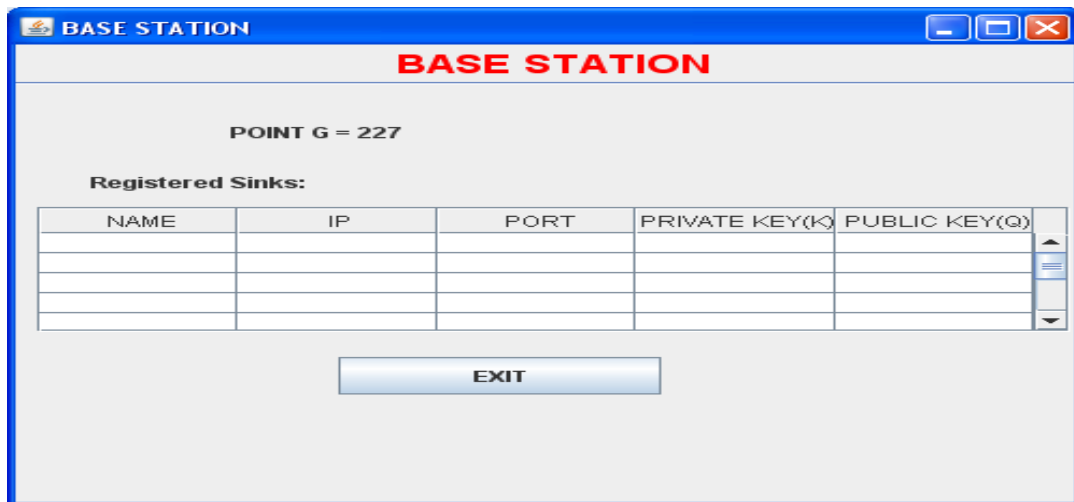 BASE STATION
BASE STATION
POINT G = 227
Registered Sinks:
NAME IP PORT PRIVATE KEY(K) PUBLIC KEY(Q)
EXIT